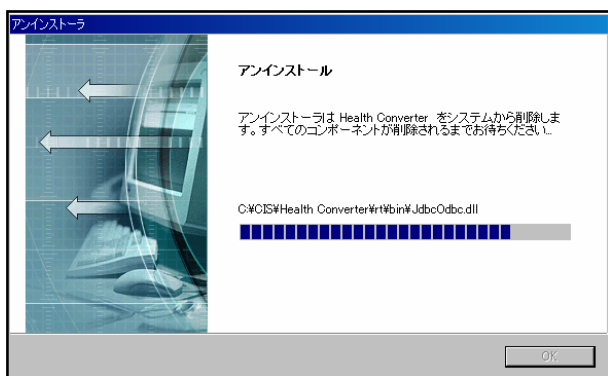 アンインストーラ
アンインストール
アンインストーラは Health Converter をシステムから削除しま
す。すべてのコンポーネントが削除されるまでお待ちください...
C:¥CIS¥Health Converter¥rt¥bin¥JdbcOdbc.dll
OK